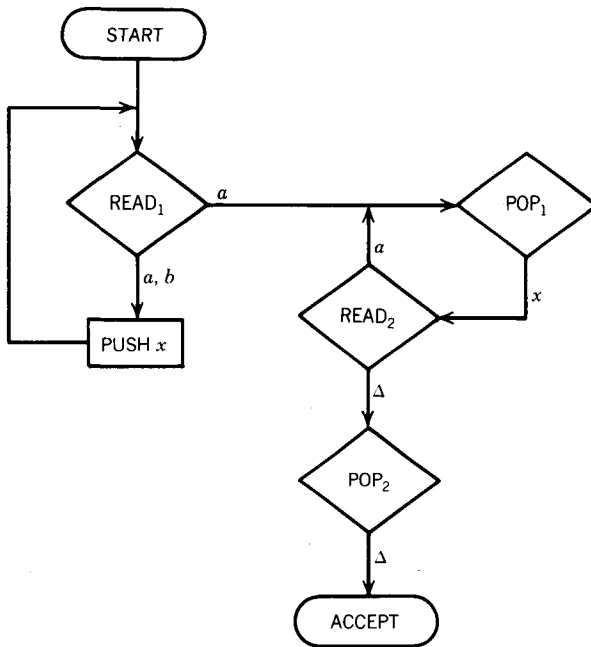 START
READ₁
a
POP₁
a, b
a
x
READ₂
PUSH x
Δ
POP₂
Δ
ACCEPT